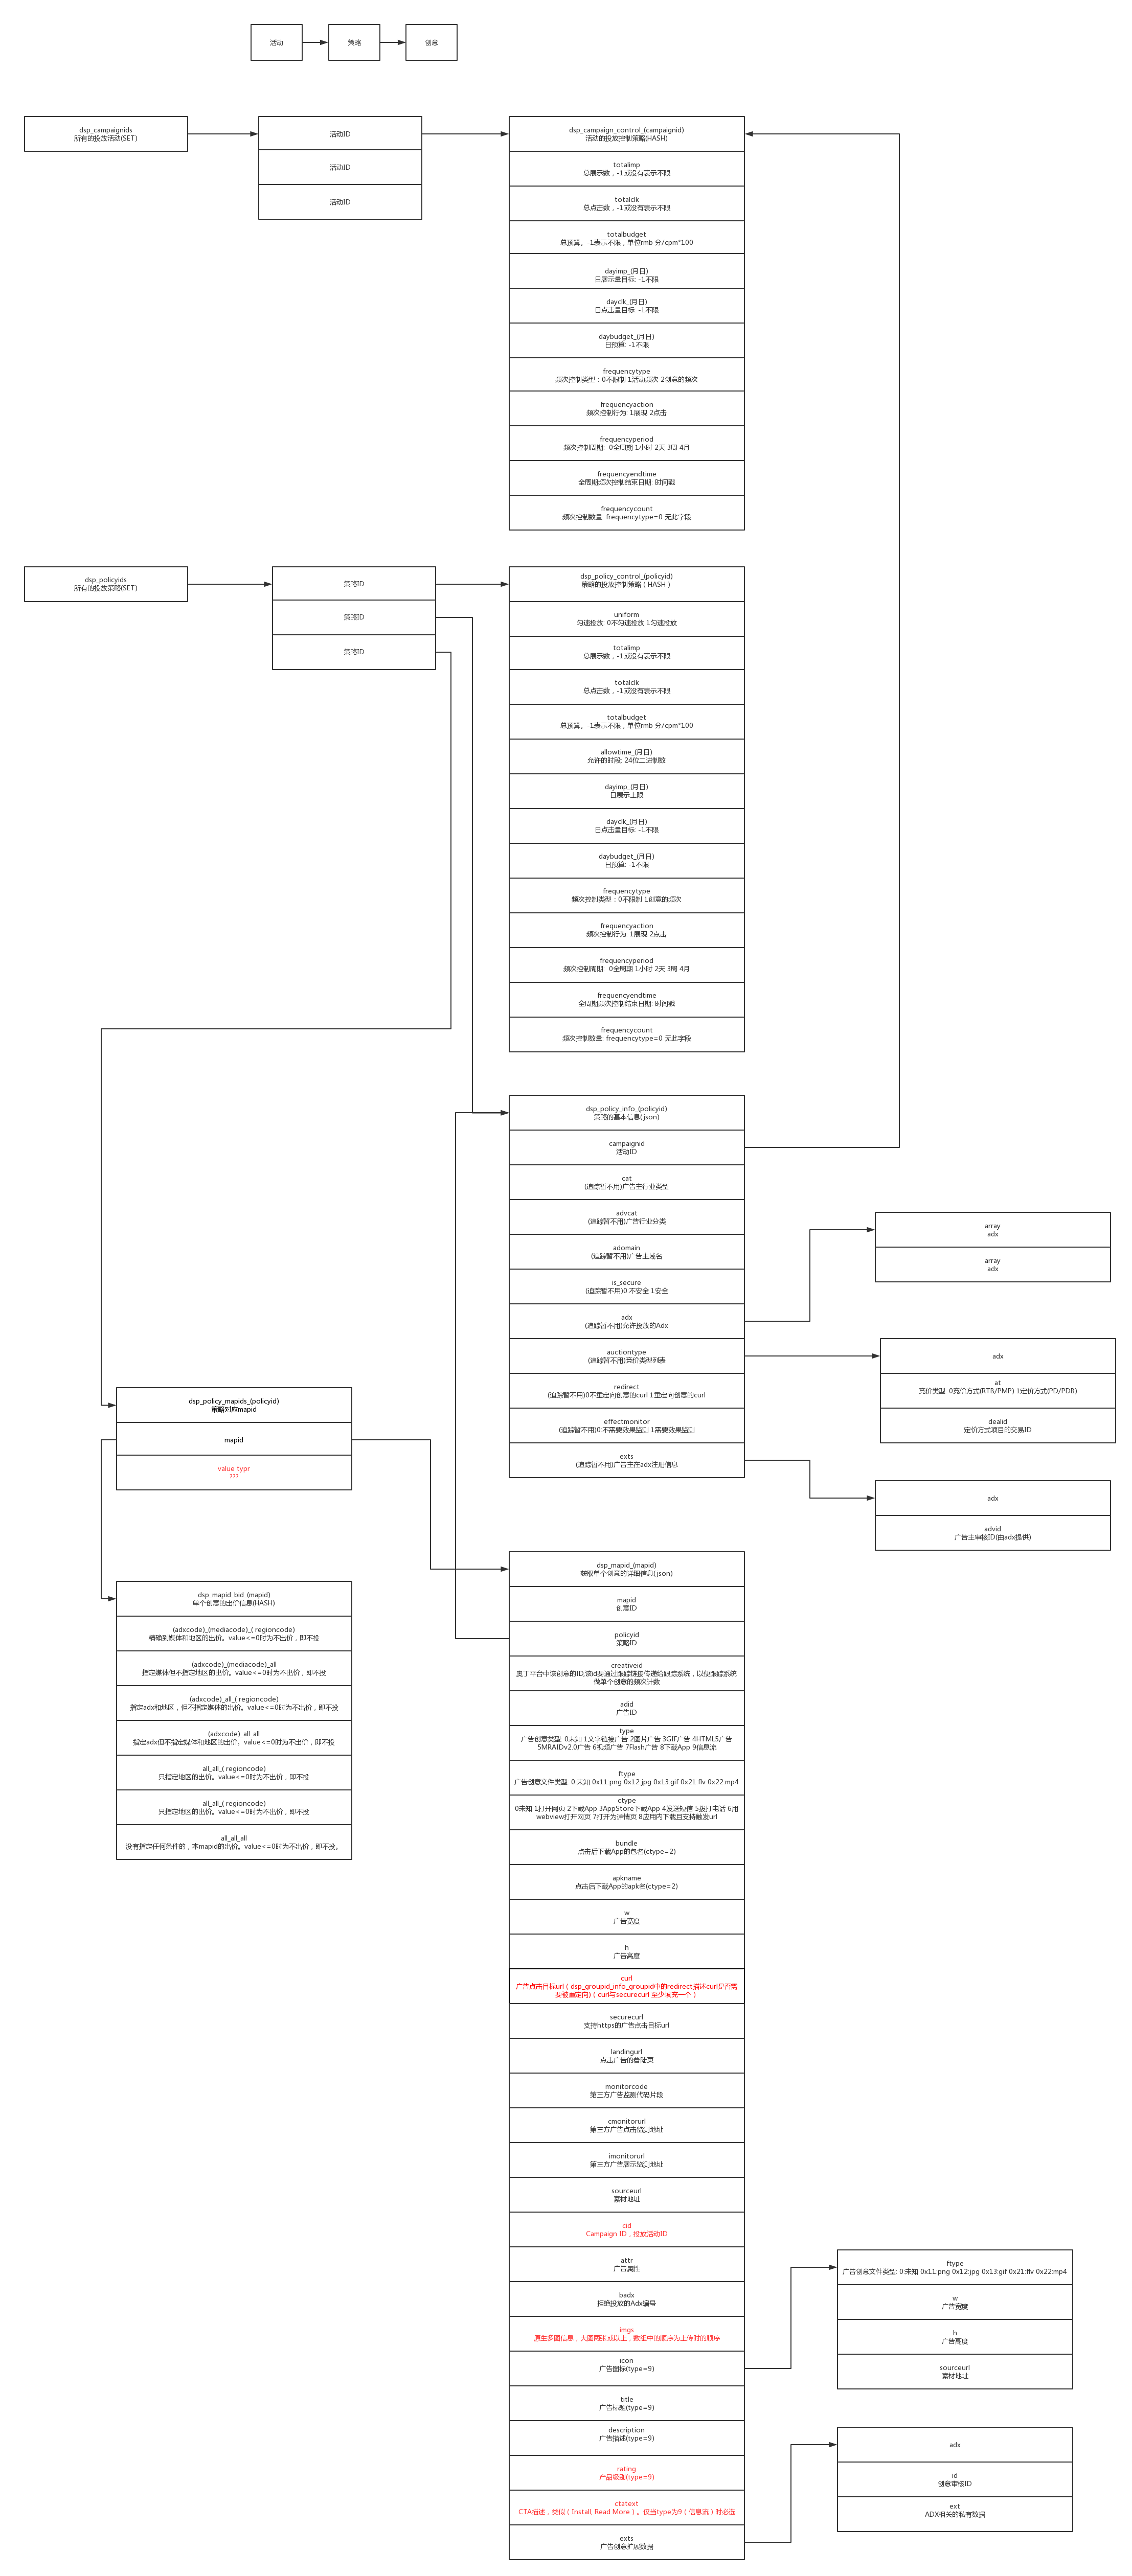 活动
策略
创意
dsp_campaignids
所有的投放活动(SET)
活动ID
活动ID
活动ID
dsp_campaign_control_(campaignid)
活动的投放控制策略(HASH)
totalimp
总展示数，-1或没有表示不限
totalclk
总点击数，-1或没有表示不限
totalbudget
总预算。-1表示不限，单位rmb 分/cpm*100
dayimp_(月日)
日展示量目标: -1不限
dayclk_(月日)
日点击量目标: -1不限
daybudget_(月日)
日预算: -1不限
frequencytype
频次控制类型：0不限制 1活动频次 2创意的频次
frequencyaction
频次控制行为: 1展现 2点击
frequencyperiod
频次控制周期:  0全周期 1小时 2天 3周 4月
frequencyendtime
全周期频次控制结束日期: 时间戳
frequencycount
频次控制数量: frequencytype=0 无此字段
dsp_policyids
所有的投放策略(SET)
策略ID
策略ID
策略ID
dsp_policy_control_(policyid)
策略的投放控制策略（HASH）
uniform
匀速投放: 0不匀速投放 1匀速投放
totalimp
总展示数，-1或没有表示不限
totalclk
总点击数，-1或没有表示不限
totalbudget
总预算。-1表示不限，单位rmb 分/cpm*100
allowtime_(月日)
允许的时段: 24位二进制数
dayimp_(月日)
日展示上限
dayclk_(月日)
日点击量目标: -1不限
daybudget_(月日)
日预算: -1不限
frequencytype
频次控制类型：0不限制 1创意的频次
frequencyaction
频次控制行为: 1展现 2点击
frequencyperiod
频次控制周期:  0全周期 1小时 2天 3周 4月
frequencyendtime
全周期频次控制结束日期: 时间戳
frequencycount
频次控制数量: frequencytype=0 无此字段
dsp_policy_info_(policyid)
策略的基本信息(json)
campaignid
活动ID
cat
(追踪暂不用)广告主行业类型
advcat
(追踪暂不用)广告行业分类
adomain
(追踪暂不用)广告主域名
is_secure
(追踪暂不用)0:不安全 1安全
adx
(追踪暂不用)允许投放的Adx
auctiontype
(追踪暂不用)竞价类型列表
redirect
(追踪暂不用)0不重定向创意的curl 1重定向创意的curl
effectmonitor
(追踪暂不用)0:不需要效果监测 1需要效果监测
exts
(追踪暂不用)广告主在adx注册信息
array
adx
array
adx
adx
at
竞价类型: 0竞价方式(RTB/PMP) 1定价方式(PD/PDB)
dealid
定价方式项目的交易ID
adx
advid
广告主审核ID(由adx提供)
dsp_policy_mapids_(policyid)
策略对应mapid
mapid
value typr
???
dsp_mapid_bid_(mapid)
单个创意的出价信息(HASH)
(adxcode)_(mediacode)_( regioncode)
精确到媒体和地区的出价。value<=0时为不出价，即不投
(adxcode)_(mediacode)_all
指定媒体但不指定地区的出价。value<=0时为不出价，即不投
(adxcode)_all_( regioncode)
指定adx和地区，但不指定媒体的出价。value<=0时为不出价，即不投
(adxcode)_all_all
指定adx但不指定媒体和地区的出价。value<=0时为不出价，即不投
all_all_( regioncode)
只指定地区的出价。value<=0时为不出价，即不投
all_all_( regioncode)
只指定地区的出价。value<=0时为不出价，即不投
all_all_all
没有指定任何条件的，本mapid的出价。value<=0时为不出价，即不投。
dsp_mapid_(mapid)
获取单个创意的详细信息(json)
mapid
创意ID
policyid
策略ID
creativeid
奥丁平台中该创意的ID,该id要通过跟踪链接传递给跟踪系统，以便跟踪系统
做单个创意的频次计数
adid
广告ID
type
广告创意类型: 0未知 1文字链接广告 2图片广告 3GIF广告 4HTML5广告
5MRAIDv2.0广告 6视频广告 7Flash广告 8下载App 9信息流
ftype
广告创意文件类型: 0:未知 0x11:png 0x12:jpg 0x13:gif 0x21:flv 0x22:mp4
ctype
0未知 1打开网页 2下载App 3AppStore下载App 4发送短信 5拨打电话 6用
webview打开网页 7打开为详情页 8应用内下载且支持触发url
bundle
点击后下载App的包名(ctype=2)
apkname
点击后下载App的apk名(ctype=2)
w
广告宽度
h
广告高度
curl
广告点击目标url（dsp_groupid_info_groupid中的redirect描述curl是否需
要被重定向)（curl与securecurl 至少填充一个）
securecurl
支持https的广告点击目标url
landingurl
点击广告的着陆页
monitorcode
第三方广告监测代码片段
cmonitorurl
第三方广告点击监测地址
imonitorurl
第三方广告展示监测地址
sourceurl
素材地址
cid
Campaign ID，投放活动ID
attr
广告属性
badx
拒绝投放的Adx编号
imgs
原生多图信息，大图两张或以上，数组中的顺序为上传时的顺序
icon
广告图标(type=9)
title
广告标题(type=9)
description
广告描述(type=9)
rating
产品级别(type=9)
ctatext
CTA描述，类似（Install, Read More）。仅当type为9（信息流）时必选
exts
广告创意扩展数据
ftype
广告创意文件类型: 0:未知 0x11:png 0x12:jpg 0x13:gif 0x21:flv 0x22:mp4
w
广告宽度
h
广告高度
sourceurl
素材地址
adx
id
创意审核ID
ext
ADX相关的私有数据